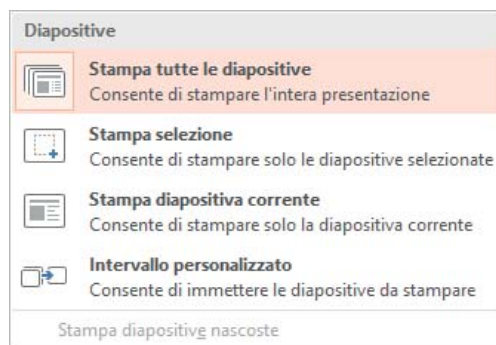 Diapositive
Stampa tutte le diapositive
Consente di stampare l'intera presentazione
Stampa selezione
Consente di stampare solo le diapositive selezionate
Stampa diapositiva corrente
Consente di stampare solo la diapositiva corrente
Intervallo personalizzato
Consente di immettere le diapositive da stampare
Stampa diapositive nascoste